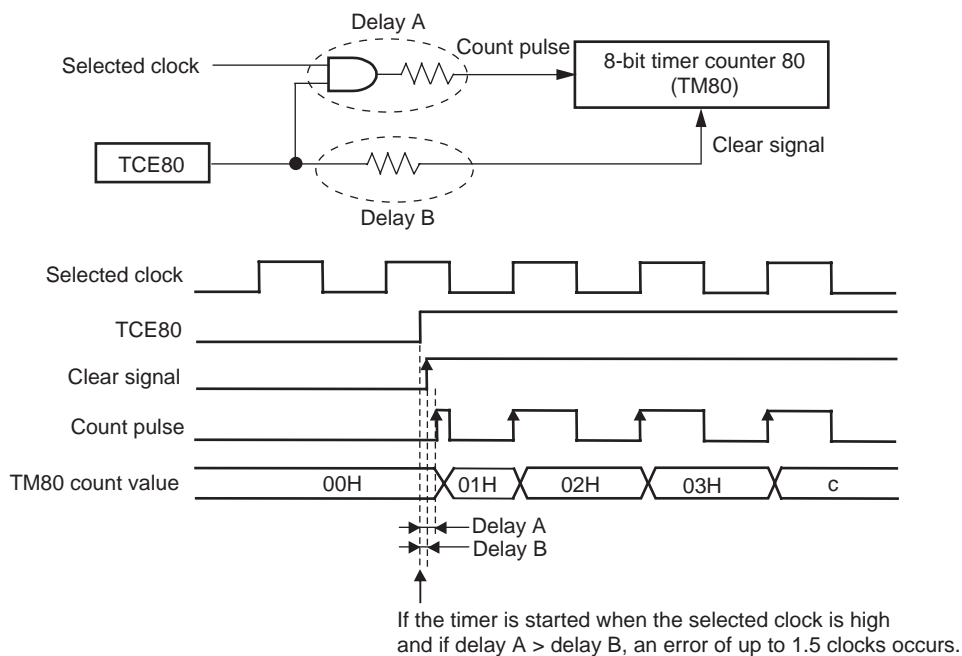 Delay A
Count pulse
Selected clock
8-bit timer counter 80
(TM80)
Clear signal
TCE80
Delay B
Selected clock
TCE80
Clear signal
Count pulse
TM80 count value
00H
01H
02H
03H
c
Delay A
Delay B
If the timer is started when the selected clock is high
and if delay A > delay B, an error of up to 1.5 clocks occurs.